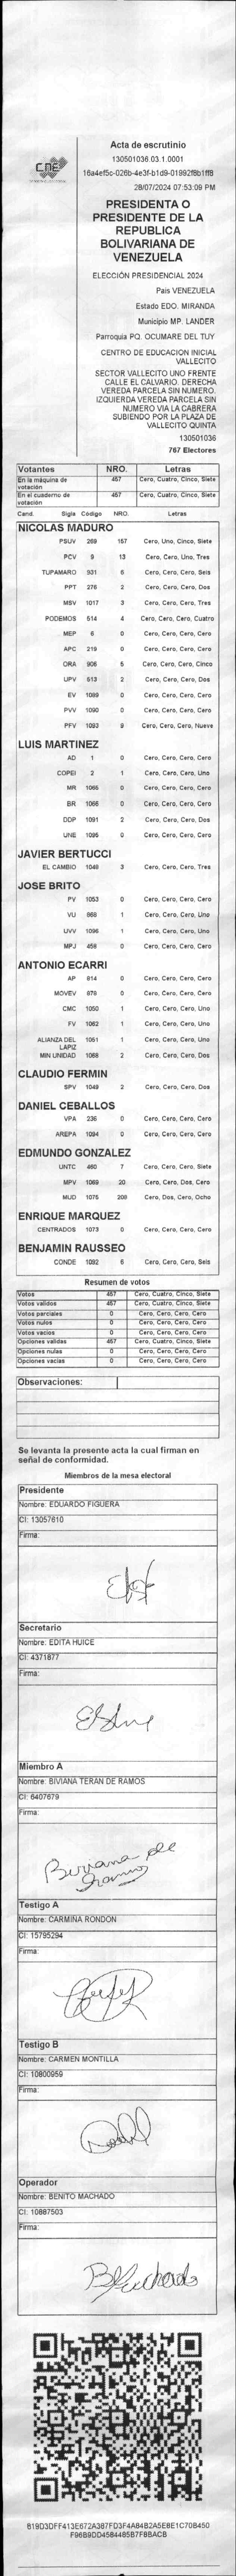 CNE
Acta de escrutinio
130501036.03.1.0001
16a4ef5c-026b-4e3f-b1d9-01992f8b1ff8
28/07/2024 07:53:09 PM
PRESIDENTA O
PRESIDENTE DE LA
REPUBLICA
BOLIVARIANA DE
VENEZUELA
ELECCIÓN PRESIDENCIAL 2024
Pais VENEZUELA
Estado EDO. MIRANDA
Municipio MP. LANDER
Parroquia PQ. OCUMARE DEL TUY
CENTRO DE EDUCACION INICIAL
VALLECITO
SECTOR VALLECITO UNO FRENTE
CALLE EL CALVARIO. DERECHA
VEREDA PARCELA SIN NUMERO.
IZQUIERDA VEREDA PARCELA SIN
NUMERO VIA LA CABRERA
SUBIENDO POR LA PLAZA DE
VALLECITO QUINTA
130501036
767 Electores
Votantes NRO. Letras
En la máquina de votación 457 Cero, Cuatro, Cinco, Siete
En el cuaderno de votación 457 Cero, Cuatro, Cinco, Siete
Cand. Sigla Código NRO. Letras
NICOLAS MADURO
PSUV 269 157 Cero, Uno, Cinco, Siete
PCV 9 13 Cero, Cero, Uno, Tres
TUPAMARO 931 6 Cero, Cero, Cero, Seis
PPT 276 2 Cero, Cero, Cero, Dos
MSV 1017 3 Cero, Cero, Cero, Tres
PODEMOS 514 4 Cero, Cero, Cero, Cuatro
MEP 6 0 Cero, Cero, Cero, Cero
APC 219 0 Cero, Cero, Cero, Cero
ORA 906 5 Cero, Cero, Cero, Cinco
UPV 513 2 Cero, Cero, Cero, Dos
EV 1089 0 Cero, Cero, Cero, Cero
PVV 1090 0 Cero, Cero, Cero, Cero
PFV 1093 9 Cero, Cero, Cero, Nueve
LUIS MARTINEZ
AD 1 0 Cero, Cero, Cero, Cero
COPEI 2 1 Cero, Cero, Cero, Uno
MR 1065 0 Cero, Cero, Cero, Cero
BR 1066 0 Cero, Cero, Cero, Cero
DDP 1091 2 Cero, Cero, Cero, Dos
UNE 1095 0 Cero, Cero, Cero, Cero
JAVIER BERTUCCI
EL CAMBIO 1048 3 Cero, Cero, Cero, Tres
JOSE BRITO
PV 1053 0 Cero, Cero, Cero, Cero
VU 868 1 Cero, Cero, Cero, Uno
UVV 1096 1 Cero, Cero, Cero, Uno
MPJ 458 0 Cero, Cero, Cero, Cero
ANTONIO ECARRI
AP 814 0 Cero, Cero, Cero, Cero
MOVEV 879 0 Cero, Cero, Cero, Cero
CMC 1050 1 Cero, Cero, Cero, Uno
FV 1062 1 Cero, Cero, Cero, Uno
ALIANZA DEL LÁPIZ 1051 1 Cero, Cero, Cero, Uno
MIN UNIDAD 1068 2 Cero, Cero, Cero, Dos
CLAUDIO FERMIN
SPV 1049 2 Cero, Cero, Cero, Dos
DANIEL CEBALLOS
VPA 236 0 Cero, Cero, Cero, Cero
AREPA 1094 0 Cero, Cero, Cero, Cero
EDMUNDO GONZALEZ
UNTC 460 7 Cero, Cero, Cero, Siete
MPV 1069 20 Cero, Cero, Dos, Cero
MUD 1075 208 Cero, Dos, Cero, Ocho
ENRIQUE MARQUEZ
CENTRADOS 1073 0 Cero, Cero, Cero, Cero
BENJAMIN RAUSSEO
CONDE 1092 6 Cero, Cero, Cero, Seis
Resumen de votos
Votos 457 Cero, Cuatro, Cinco, Siete
Votos validos 457 Cero, Cuatro, Cinco, Siete
Votos parciales 0 Cero, Cero, Cero, Cero
Votos nulos 0 Cero, Cero, Cero, Cero
Votos vacios 0 Cero, Cero, Cero, Cero
Opciones validas 457 Cero, Cuatro, Cinco, Siete
Opciones nulas 0 Cero, Cero, Cero, Cero
Opciones vacias 0 Cero, Cero, Cero, Cero
Observaciones:
Se levanta la presente acta la cual firman en
señal de conformidad.
Miembros de la mesa electoral
Presidente
Nombre: EDUARDO FIGUERA
CI: 13057610
Firma:
Secretario
Nombre: EDITA HUICE
CI: 4371877
Firma:
Miembro A
Nombre: BIVIANA TERAN DE RAMOS
CI: 6407679
Firma:
Testigo A
Nombre: CARMINA RONDON
CI: 15795294
Firma:
Testigo B
Nombre: CARMEN MONTILLA
CI: 10800959
Firma:
Operador
Nombre: BENITO MACHADO
CI: 10887503
Firma:
BMachado
819D3DFF413E672A387FD3F4A84B2A5E8E1C70B450
F96B9DD4584485B7F8BACB